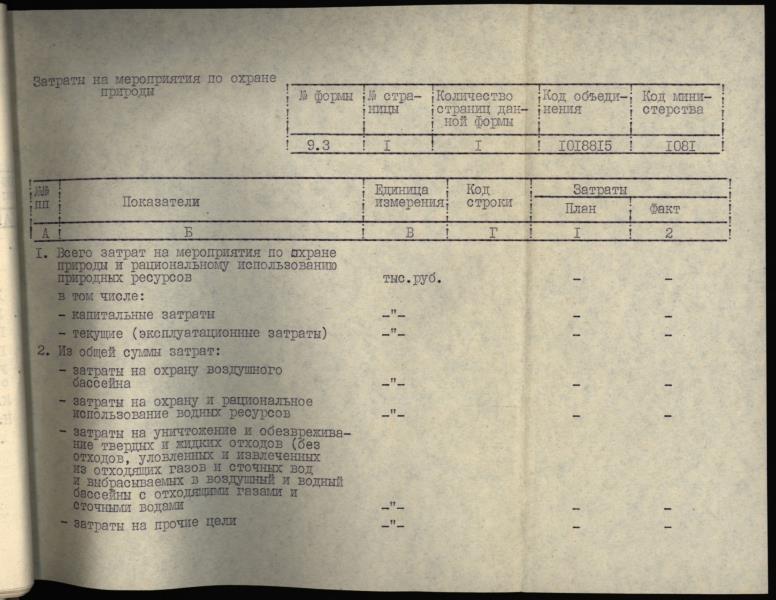 Затраты на мероприятия по охране
природы
№ формы № стра- Количество Код объеди- Код мини-
ницы страниц дан- нения стерства
ной формы
9.3 I I I0I88I5 I08I
№№ Единица Код Затраты
пп Показатели измерения строки План Факт
А Б В Г I 2
I. Всего затрат на мероприятия по охране
природы и рациональному использованию
природных ресурсов тыс.руб. – –
в том числе:
- капитальные затраты –"– – –
- текущие (эксплуатационные затраты) –"– – –
2. Из общей суммы затрат:
- затраты на охрану воздушного
бассейна –"– – –
- затраты на охрану и рациональное
использование водных ресурсов –"– – –
- затраты на уничтожение и обезврежива-
ние твердых и жидких отходов (без
отходов, уловленных и извлеченных
из отходящих газов и сточных вод
и выбрасываемых в воздушный и водный
бассейны с отходящими газами и
сточными водами –"– – –
- затраты на прочие цели –"– – –